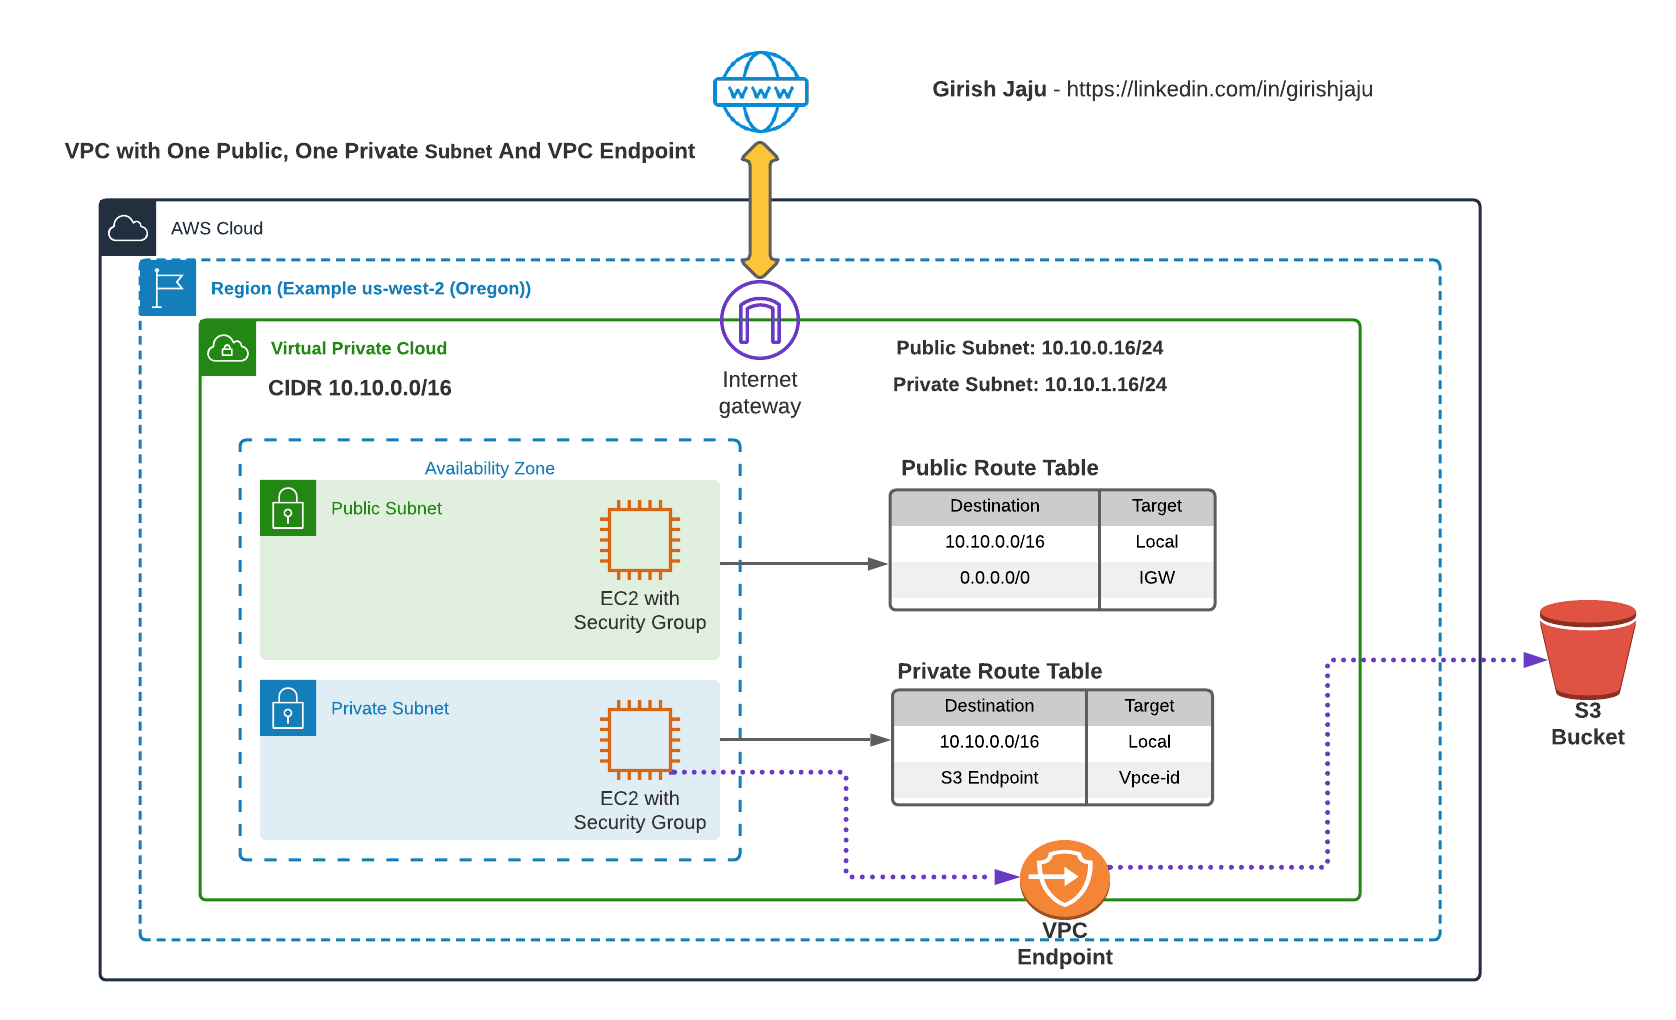 WWW
Girish Jaju - https://linkedin.com/in/girishjaju
VPC with One Public, One Private Subnet And VPC Endpoint
AWS Cloud
Region (Example us-west-2 (Oregon))
Virtual Private Cloud
CIDR 10.10.0.0/16
Internet
gateway
Public Subnet: 10.10.0.16/24
Private Subnet: 10.10.1.16/24
Availability Zone
Public Subnet
EC2 with
Security Group
Public Route Table
Destination Target
10.10.0.0/16 Local
0.0.0.0/0 IGW
Private Subnet
EC2 with
Security Group
Private Route Table
Destination Target
10.10.0.0/16 Local
S3 Endpoint Vpce-id
S3
Bucket
VPC
Endpoint